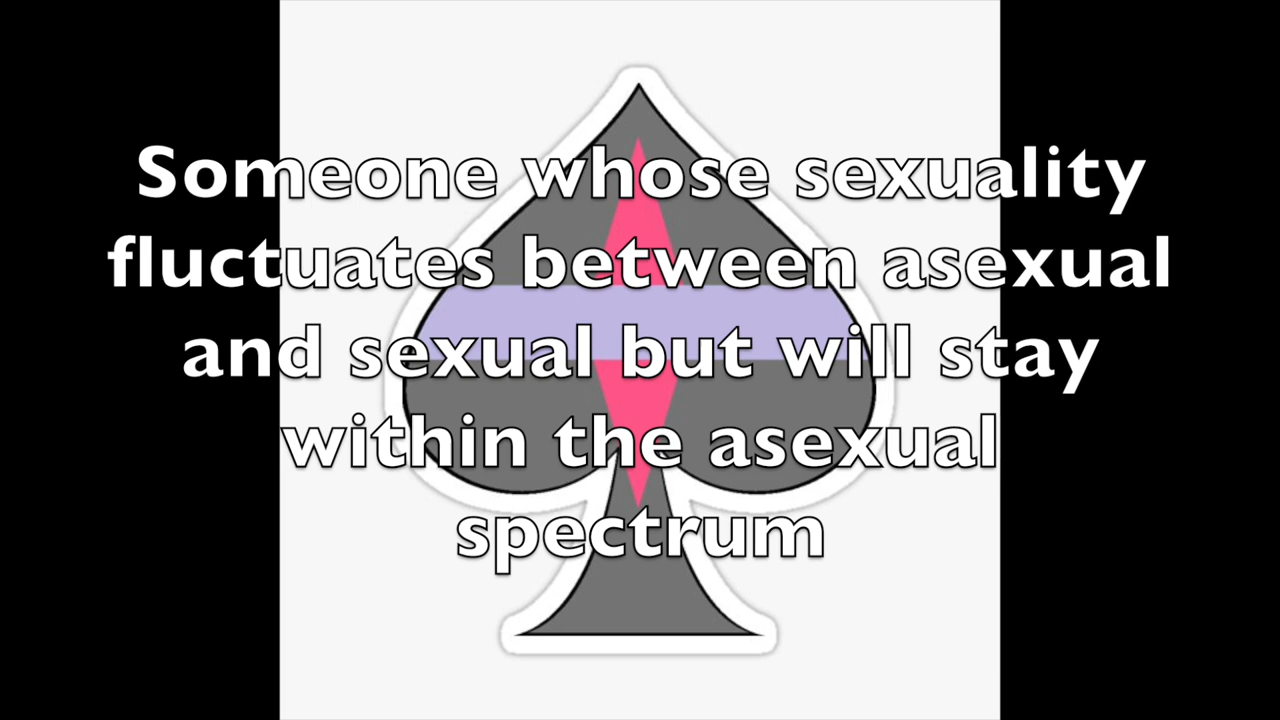 Someone whose sexuality
fluctuates between asexual
and sexual but will stay
within the asexual
spectrum